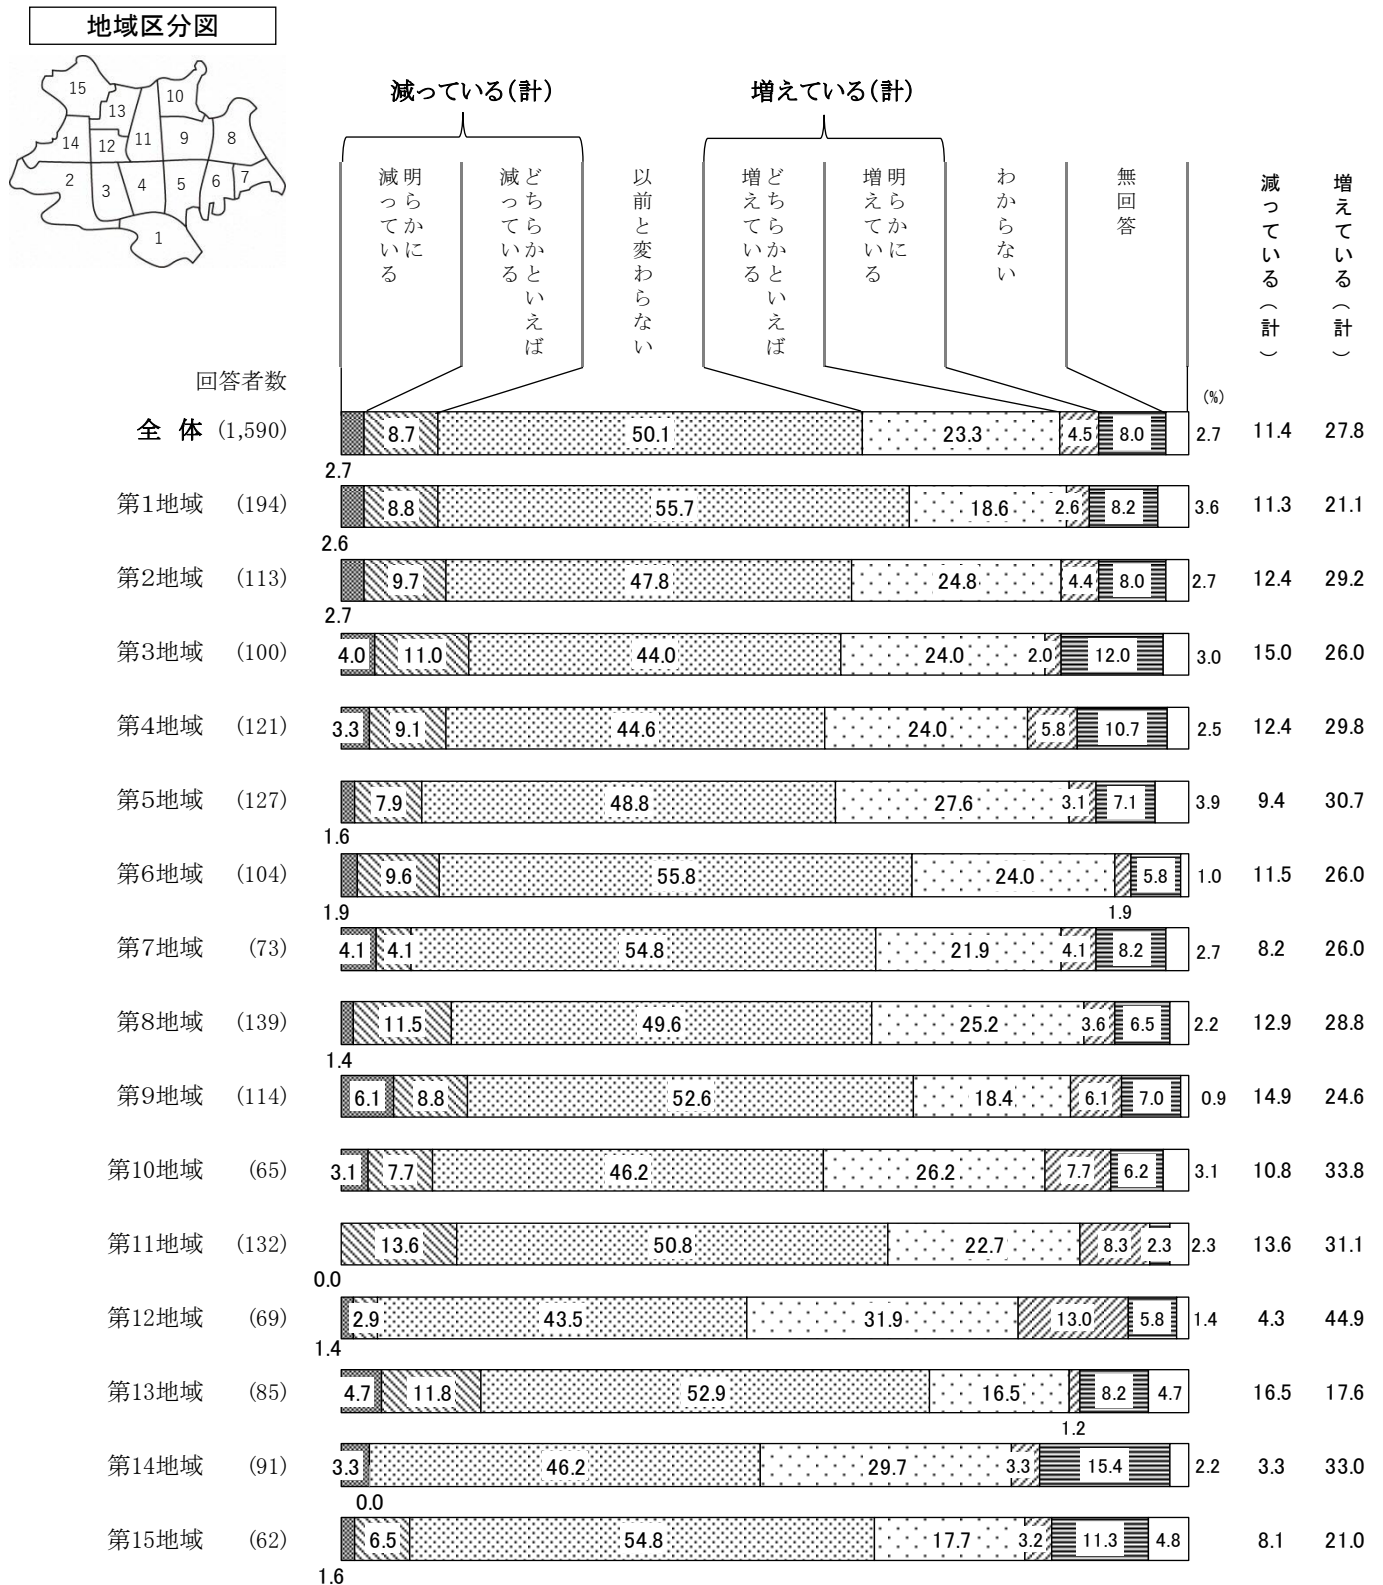 地域区分図
15
13
10
14
12
11
9
8
2
3
4
5
6
7
1
減っている(計)
増えている(計)
明らかに
減っている
どちらかといえば
減っている
以前と変わらない
どちらかといえば
増えている
明らかに
増えている
わからない
無回答
減っている(計)
増えている(計)
回答者数
(%)
全 体 (1,590) 8.7 50.1 23.3 4.5 8.0 2.7 11.4 27.8
2.7
第1地域 (194) 8.8 55.7 18.6 2.6 8.2 3.6 11.3 21.1
2.6
第2地域 (113) 9.7 47.8 24.8 4.4 8.0 2.7 12.4 29.2
2.7
第3地域 (100) 4.0 11.0 44.0 24.0 2.0 12.0 3.0 15.0 26.0
第4地域 (121) 3.3 9.1 44.6 24.0 5.8 10.7 2.5 12.4 29.8
第5地域 (127) 7.9 48.8 27.6 3.1 7.1 3.9 9.4 30.7
1.6
第6地域 (104) 9.6 55.8 24.0 5.8 1.0 11.5 26.0
1.9 1.9
第7地域 (73) 4.1 4.1 54.8 21.9 4.1 8.2 2.7 8.2 26.0
第8地域 (139) 11.5 49.6 25.2 3.6 6.5 2.2 12.9 28.8
1.4
第9地域 (114) 6.1 8.8 52.6 18.4 6.1 7.0 0.9 14.9 24.6
第10地域 (65) 3.1 7.7 46.2 26.2 7.7 6.2 3.1 10.8 33.8
第11地域 (132) 13.6 50.8 22.7 8.3 2.3 2.3 13.6 31.1
0.0
第12地域 (69) 2.9 43.5 31.9 13.0 5.8 1.4 4.3 44.9
1.4
第13地域 (85) 4.7 11.8 52.9 16.5 8.2 4.7 16.5 17.6
1.2
第14地域 (91) 3.3 46.2 29.7 3.3 15.4 2.2 3.3 33.0
0.0
第15地域 (62) 6.5 54.8 17.7 3.2 11.3 4.8 8.1 21.0
1.6